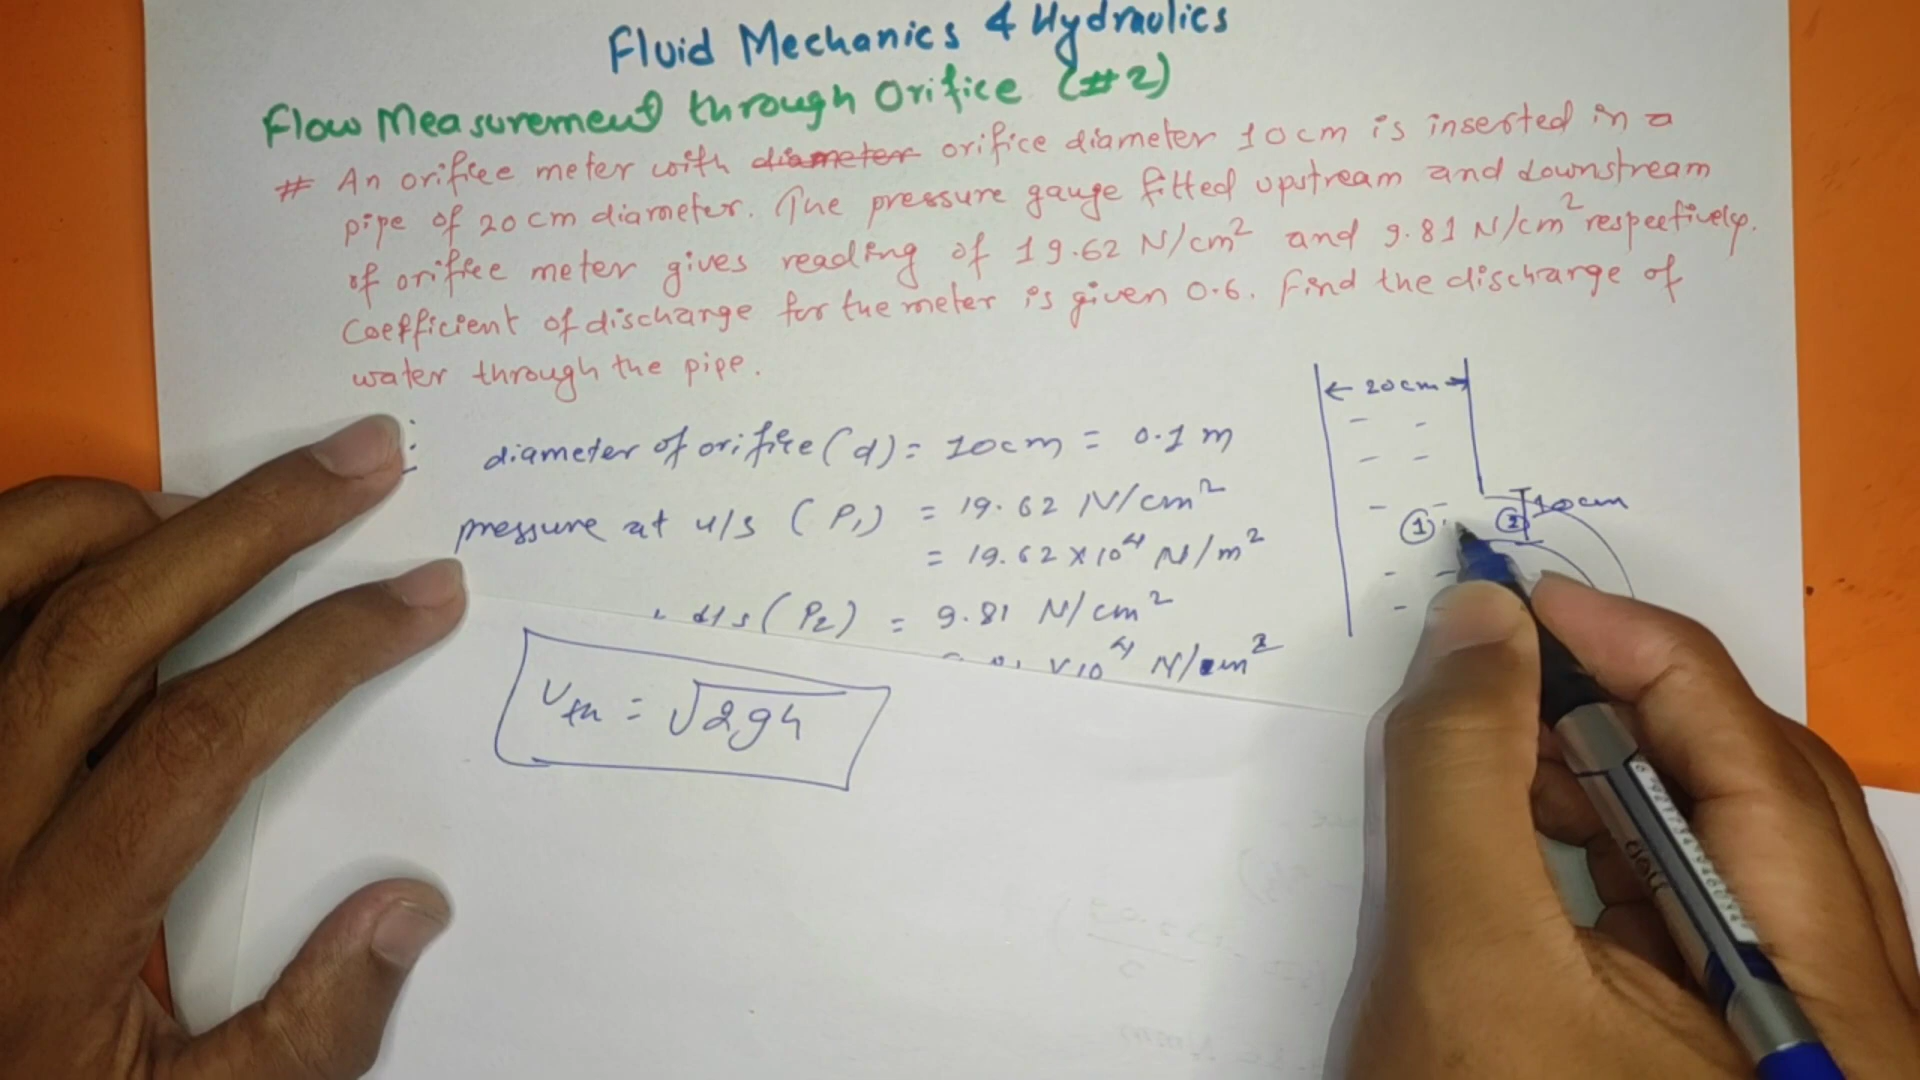 Fluid Mechanics & Hydraulics
Flow Measurement through Orifice (#2)
# An orifice meter with diameter orifice diameter 10cm is inserted in a
pipe of 20cm diameter. The pressure gauge fitted upstream and downstream
of orifice meter gives reading of 19.62 N/cm² and 9.81 N/cm² respectively.
Coefficient of discharge for the meter is given 0.6. Find the discharge of
water through the pipe.
← 20cm →
diameter of orifice (d) = 10cm = 0.1 m
pressure at u/s (P₁) = 19.62 N/cm²
10cm
① ②
= 19.62 × 10⁴ N/m²
d/s (P₂) = 9.81 N/cm²
×10⁴ N/m²
Vth = √2gh